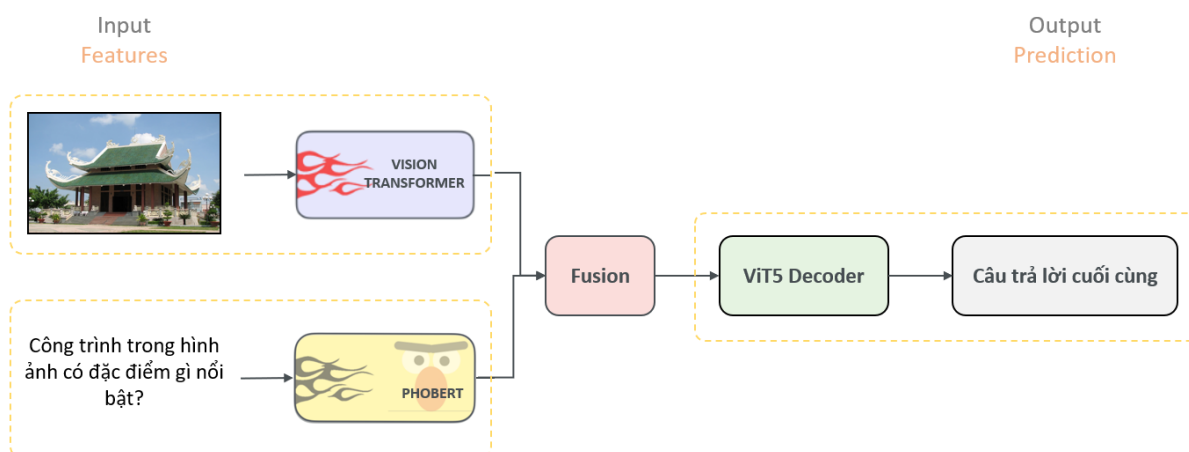 Input
Features
Output
Prediction
VISION
TRANSFORMER
Công trình trong hình
ảnh có đặc điểm gì nổi
bật?
PHOBERT
Fusion
ViT5 Decoder
Câu trả lời cuối cùng